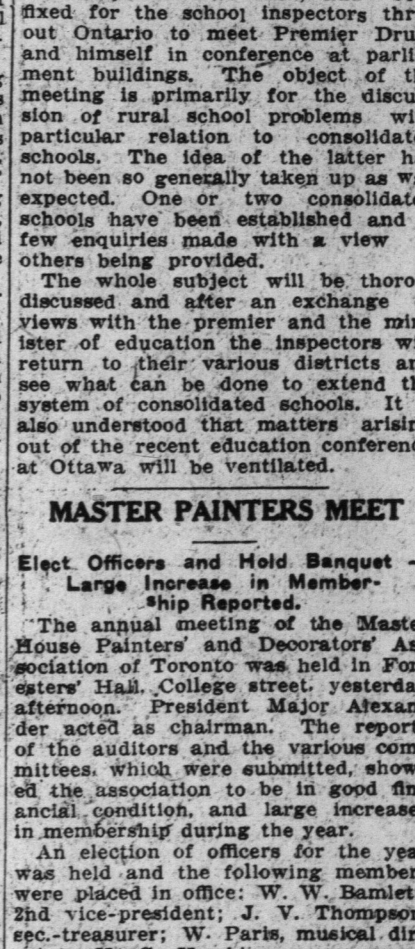 fixed for the school inspectors thr
out Ontario to meet Premier Dru
and himself in conference at parli
ment buildings. The object of t
meeting is primarily for the discu
sion of rural school problems wi
particular relation to consolidat
schools. The idea of the latter h
not been so generally taken up as w
expected. One or two consolidat
schools have been established and
few enquiries made with a view
others being provided.
The whole subject will be thoro
discussed and after an exchange
views with the premier and the min
ister of education the inspectors w
return to their various districts an
see what can be done to extend th
system of consolidated schools. It
also understood that matters arisin
out of the recent education conferenc
at Ottawa will be ventilated.
MASTER PAINTERS MEET
Elect Officers and Hold Banquet -
Large Increase in Member-
ship Reported.
The annual meeting of the Maste
House Painters' and Decorators' As
sociation of Toronto was held in For
esters' Hall, College street, yesterda
afternoon. President Major Alexan
der acted as chairman. The report
of the auditors and the various com
mittees, which were submitted, show
ed the association to be in good fin
ancial condition, and large increase
in membership during the year.
An election of officers for the yea
was held and the following member
were placed in office: W. W. Bamlet
2nd vice-president; J. V. Thompson
sec.-treasurer; W. Paris, musical dir